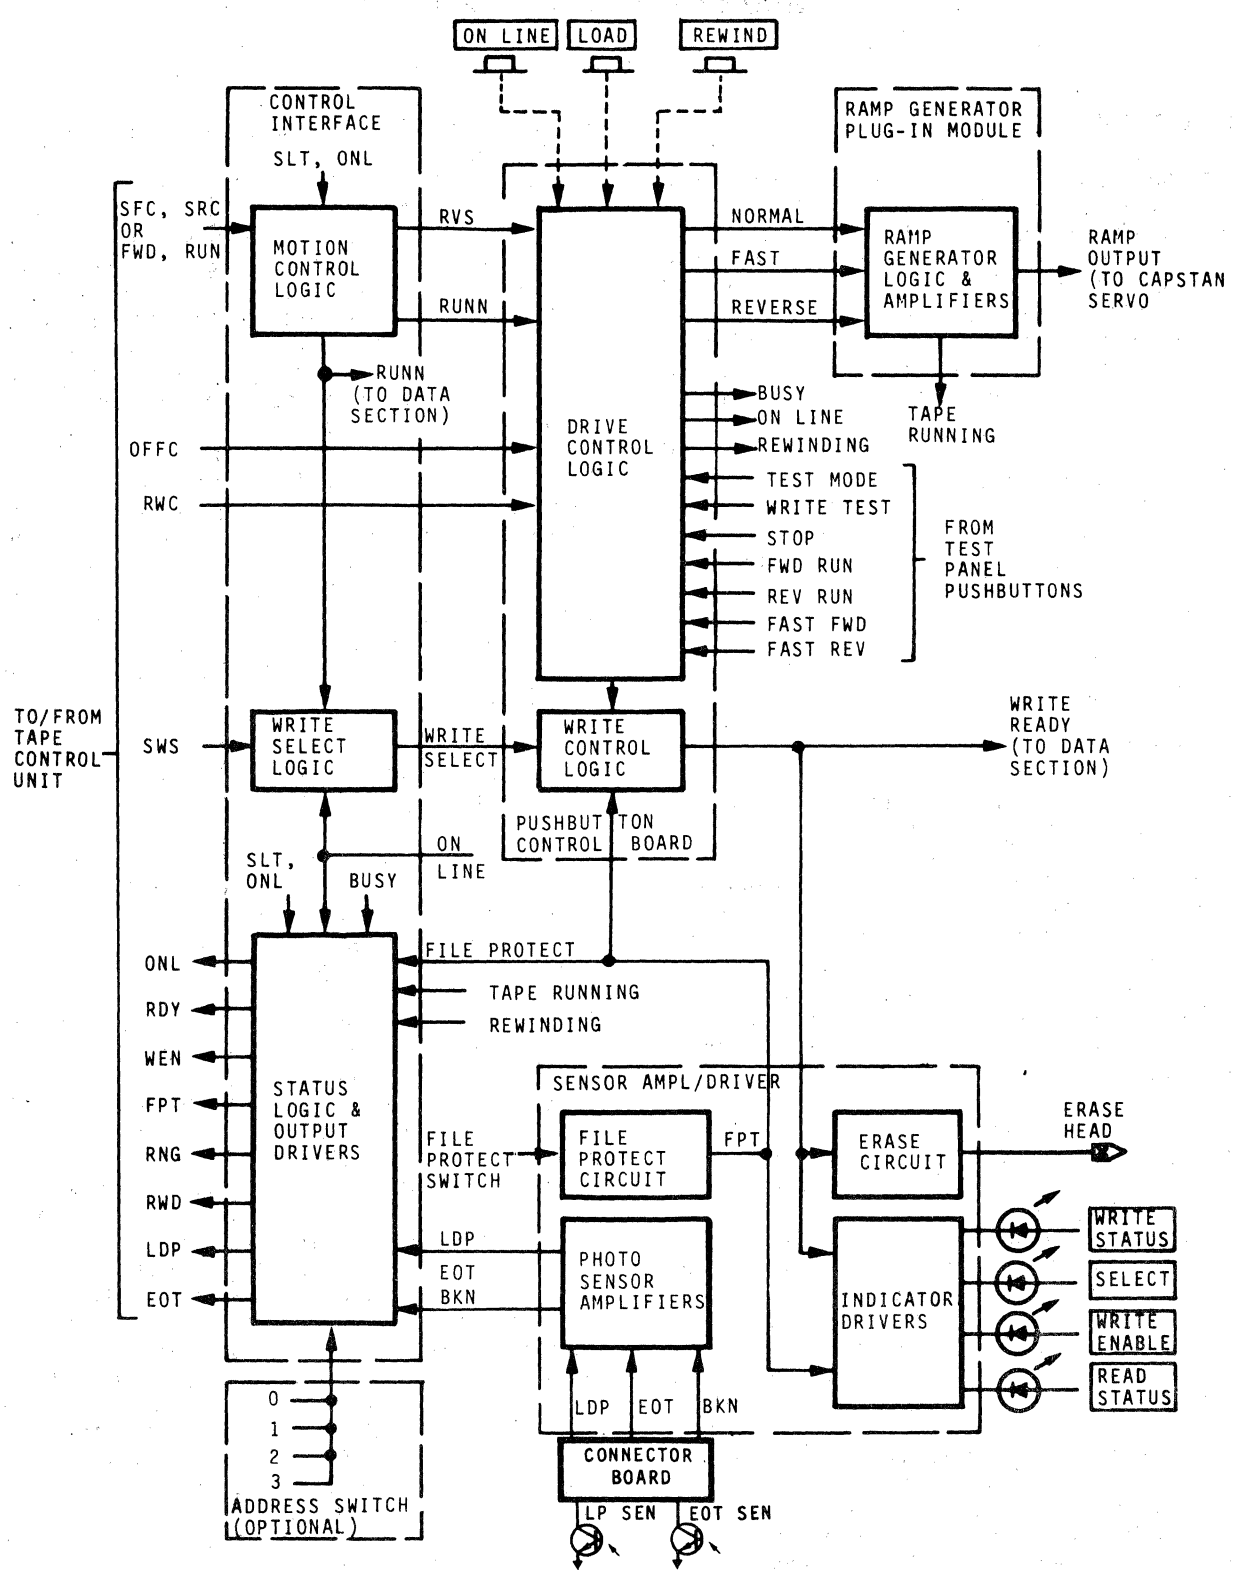 ON LINE
LOAD
REWIND
CONTROL
INTERFACE
SLT, ONL
RAMP GENERATOR
PLUG-IN MODULE
SFC, SRC
OR
FWD, RUN
MOTION
CONTROL
LOGIC
RVS
RUNN
NORMAL
FAST
REVERSE
RAMP
GENERATOR
LOGIC &
AMPLIFIERS
RAMP
OUTPUT
(TO CAPSTAN
SERVO
RUNN
(TO DATA
SECTION)
TAPE
RUNNING
OFFC
RWC
DRIVE
CONTROL
LOGIC
BUSY
ON LINE
REWINDING
TEST MODE
WRITE TEST
STOP
FWD RUN
REV RUN
FAST FWD
FAST REV
FROM
TEST
PANEL
PUSHBUTTONS
TO/FROM
TAPE
CONTROL
UNIT
SWS
WRITE
SELECT
LOGIC
WRITE
SELECT
WRITE
CONTROL
LOGIC
WRITE
READY
(TO DATA
SECTION)
PUSHBUTTON
CONTROL BOARD
SLT,
ONL
BUSY
ON
LINE
ONL
RDY
WEN
FPT
RNG
RWD
LDP
EOT
STATUS
LOGIC &
OUTPUT
DRIVERS
FILE PROTECT
TAPE RUNNING
REWINDING
SENSOR AMPL/DRIVER
FILE
PROTECT
SWITCH
FILE
PROTECT
CIRCUIT
FPT
ERASE
CIRCUIT
ERASE
HEAD
LDP
EOT
BKN
PHOTO
SENSOR
AMPLIFIERS
INDICATOR
DRIVERS
WRITE
STATUS
SELECT
WRITE
ENABLE
READ
STATUS
LDP
EOT
BKN
CONNECTOR
BOARD
LP SEN
EOT SEN
0
1
2
3
ADDRESS SWITCH
(OPTIONAL)